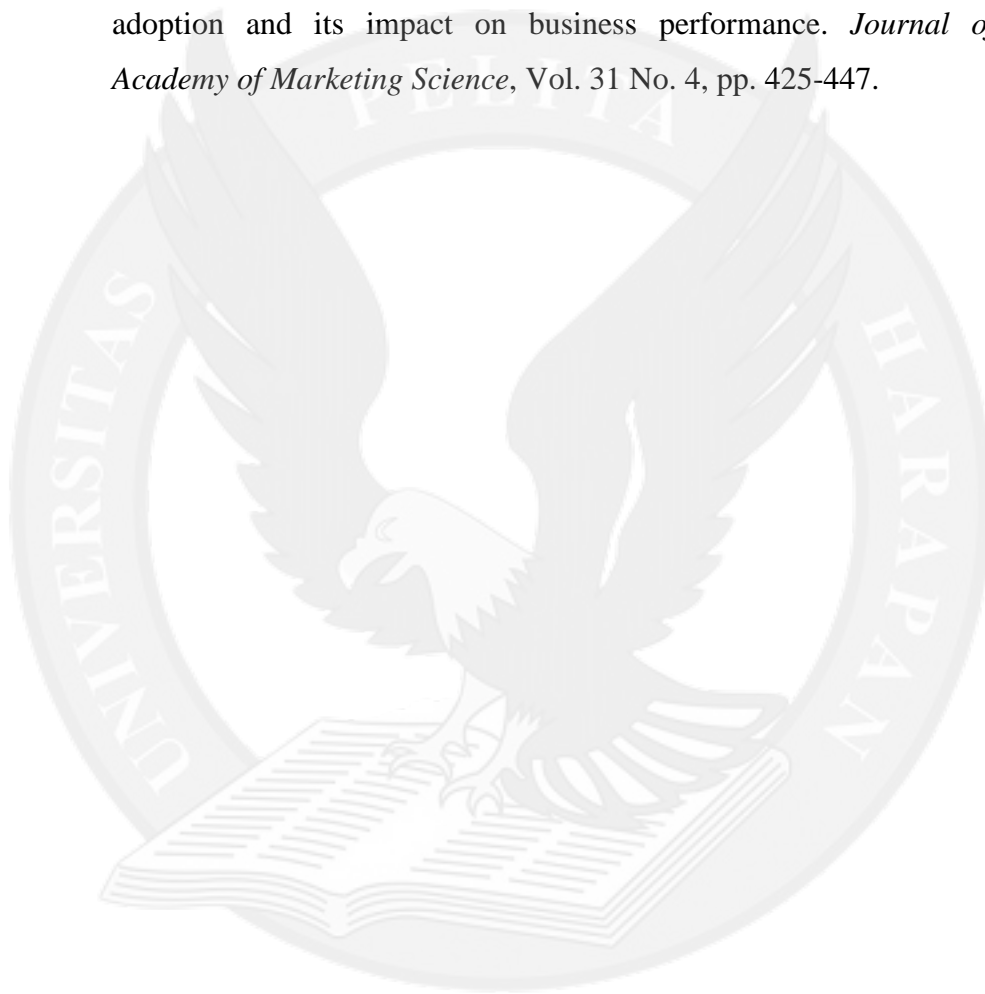 adoption and its impact on business performance. Journal of
Academy of Marketing Science, Vol. 31 No. 4, pp. 425-447.
UNIVERSITAS PELITA HARAPAN